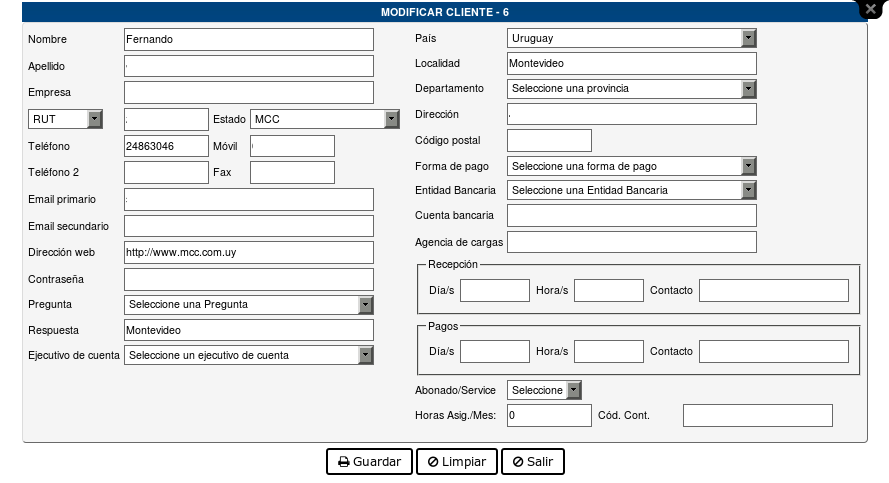 MODIFICAR CLIENTE - 6
Nombre Fernando
Apellido
Empresa
RUT Estado MCC
Teléfono 24863046 Móvil
Teléfono 2 Fax
Email primario
Email secundario
Dirección web http://www.mcc.com.uy
Contraseña
Pregunta Seleccione una Pregunta
Respuesta Montevideo
Ejecutivo de cuenta Seleccione un ejecutivo de cuenta
País Uruguay
Localidad Montevideo
Departamento Seleccione una provincia
Dirección
Código postal
Forma de pago Seleccione una forma de pago
Entidad Bancaria Seleccione una Entidad Bancaria
Cuenta bancaria
Agencia de cargas
Recepción
Día/s Hora/s Contacto
Pagos
Día/s Hora/s Contacto
Abonado/Service Seleccione
Horas Asig./Mes: 0 Cód. Cont.
Guardar Limpiar Salir